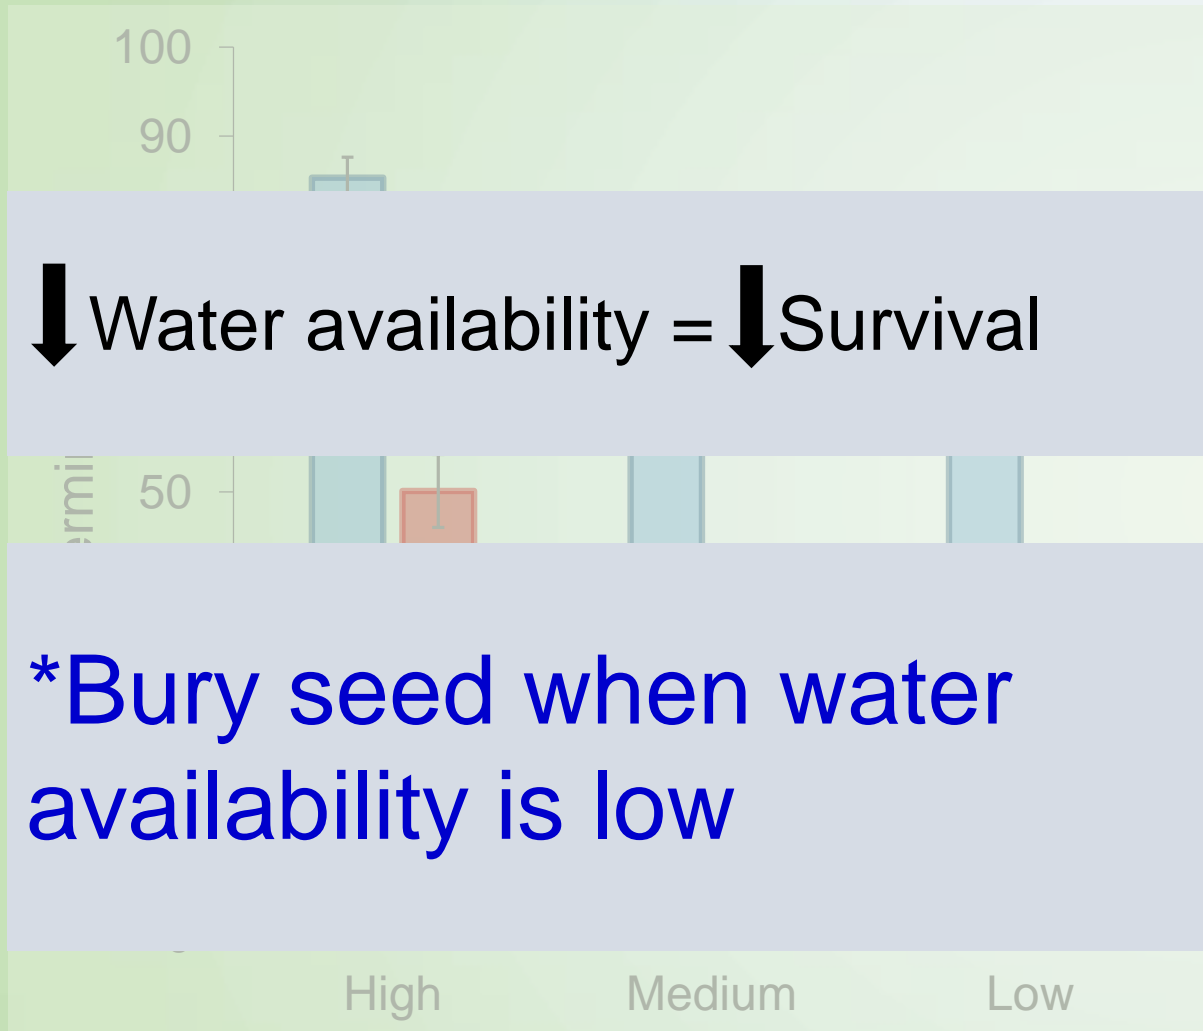 100
90
Water availability = Survival
50
*Bury seed when water
availability is low
High Medium Low